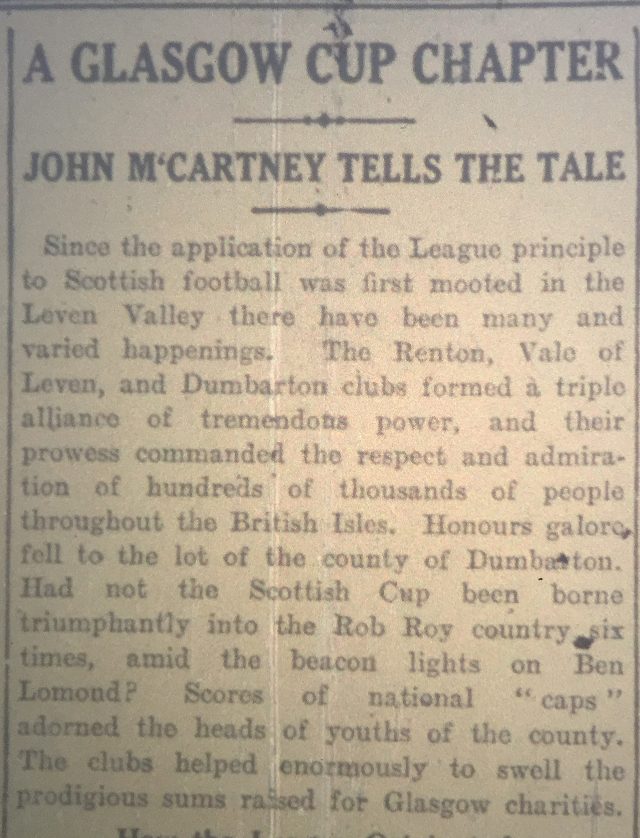 A GLASGOW CUP CHAPTER
JOHN M'CARTNEY TELLS THE TALE
Since the application of the League principle
to Scottish football was first mooted in the
Leven Valley there have been many and
varied happenings. The Renton, Vale of
Leven, and Dumbarton clubs formed a triple
alliance of tremendous power, and their
prowess commanded the respect and admira-
tion of hundreds of thousands of people
throughout the British Isles. Honours galore
fell to the lot of the county of Dumbarton.
Had not the Scottish Cup been borne
triumphantly into the Rob Roy country six
times, amid the beacon lights on Ben
Lomond? Scores of national "caps"
adorned the heads of youths of the county.
The clubs helped enormously to swell the
prodigious sums raised for Glasgow charities.
How the